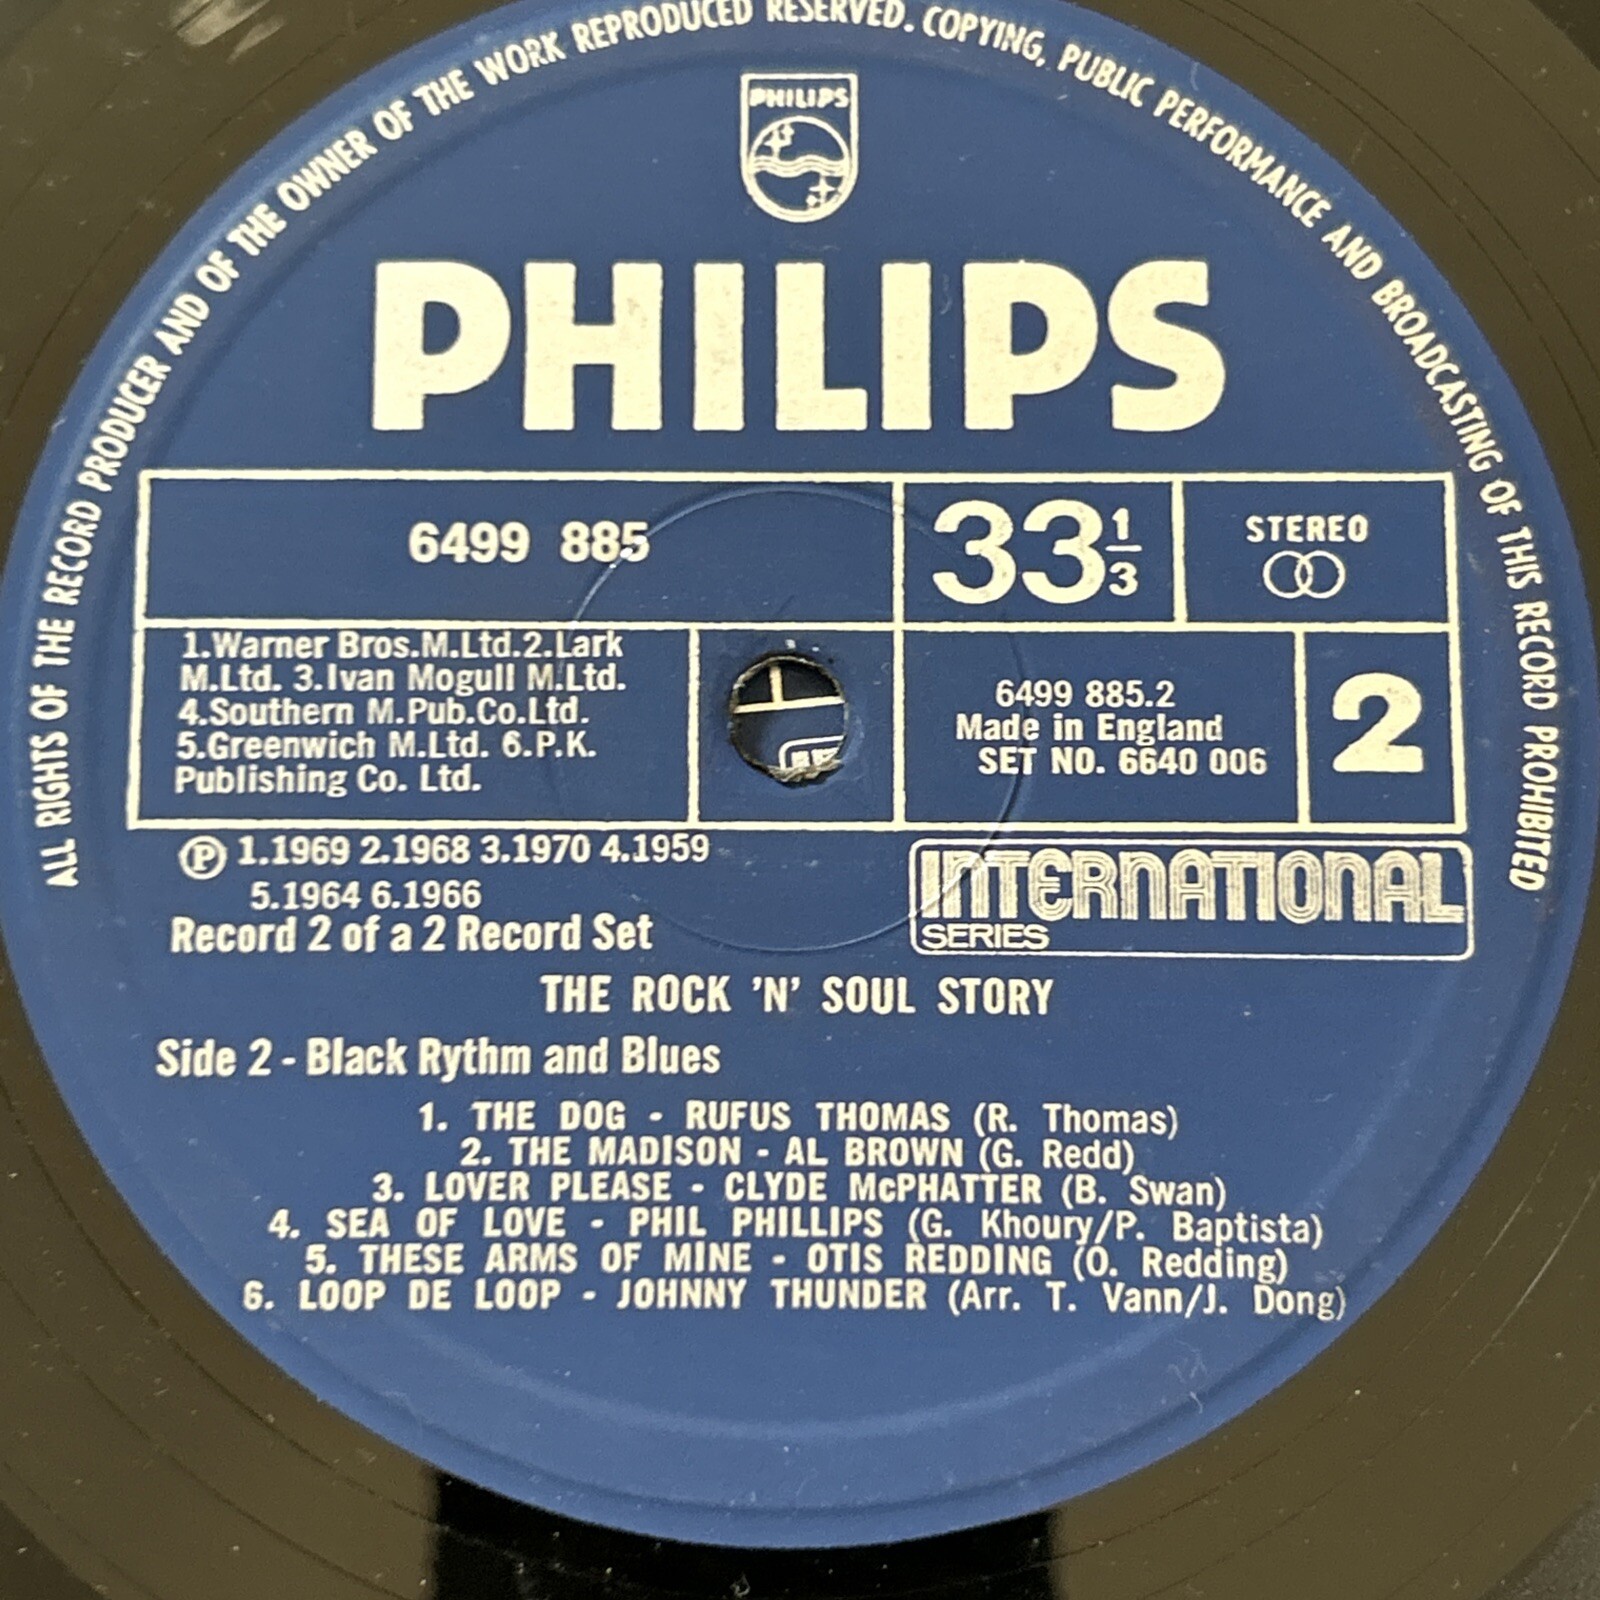 ALL RIGHTS OF THE RECORD PRODUCER AND OF THE OWNER OF THE WORK REPRODUCED RESERVED. COPYING, PUBLIC PERFORMANCE AND BROADCASTING OF THIS RECORD PROHIBITED
PHILIPS
PHILIPS
6499 885
33 1/3
STEREO
1.Warner Bros.M.Ltd.2.Lark
M.Ltd. 3.Ivan Mogull M.Ltd.
4.Southern M.Pub.Co.Ltd.
5.Greenwich M.Ltd. 6.P.K.
Publishing Co. Ltd.
6499 885.2
Made in England
SET NO. 6640 006
2
Ⓟ 1.1969 2.1968 3.1970 4.1959
5.1964 6.1966
Record 2 of a 2 Record Set
INTERNATIONAL
SERIES
THE ROCK 'N' SOUL STORY
Side 2 - Black Rythm and Blues
1. THE DOG - RUFUS THOMAS (R. Thomas)
2. THE MADISON - AL BROWN (G. Redd)
3. LOVER PLEASE - CLYDE McPHATTER (B. Swan)
4. SEA OF LOVE - PHIL PHILLIPS (G. Khoury/P. Baptista)
5. THESE ARMS OF MINE - OTIS REDDING (O. Redding)
6. LOOP DE LOOP - JOHNNY THUNDER (Arr. T. Vann/J. Dong)